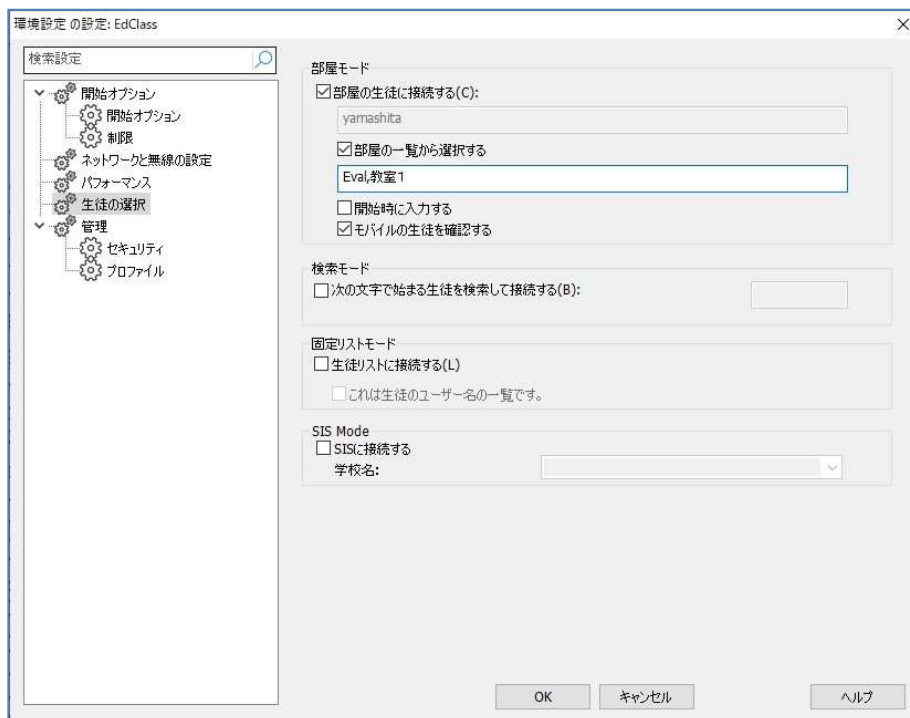 環境設定 の設定: EdClass
検索設定
開始オプション
開始オプション
制限
ネットワークと無線の設定
パフォーマンス
生徒の選択
管理
セキュリティ
プロファイル
部屋モード
部屋の生徒に接続する(C):
yamashita
部屋の一覧から選択する
Eval,教室1
開始時に入力する
モバイルの生徒を確認する
検索モード
次の文字で始まる生徒を検索して接続する(B):
固定リストモード
生徒リストに接続する(L)
これは生徒のユーザー名の一覧です。
SIS Mode
SISに接続する
学校名:
OK
キャンセル
ヘルプ